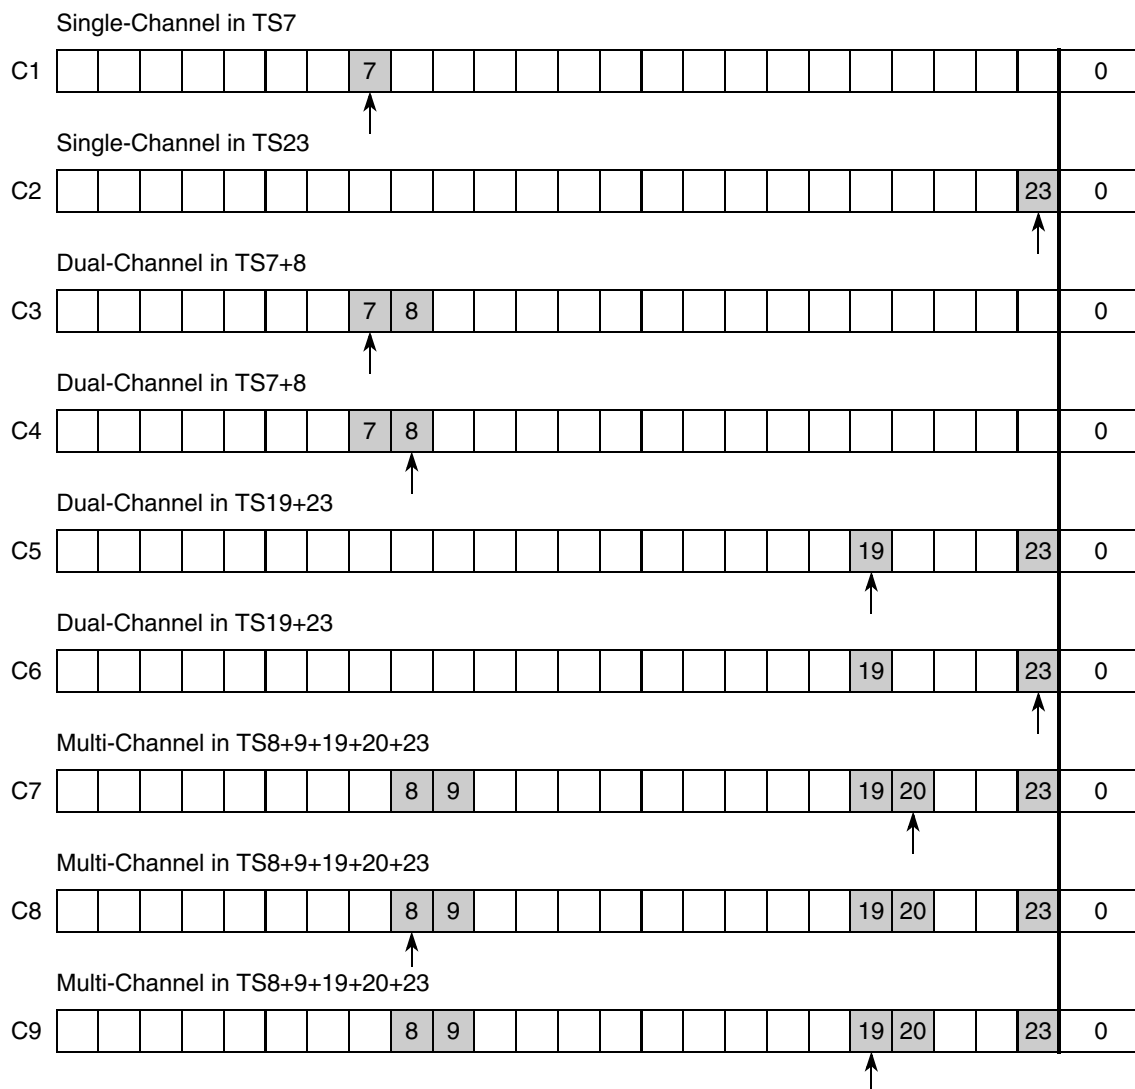 Single-Channel in TS7
C1 7 0
Single-Channel in TS23
C2 23 0
Dual-Channel in TS7+8
C3 7 8 0
Dual-Channel in TS7+8
C4 7 8 0
Dual-Channel in TS19+23
C5 19 23 0
Dual-Channel in TS19+23
C6 19 23 0
Multi-Channel in TS8+9+19+20+23
C7 8 9 19 20 23 0
Multi-Channel in TS8+9+19+20+23
C8 8 9 19 20 23 0
Multi-Channel in TS8+9+19+20+23
C9 8 9 19 20 23 0